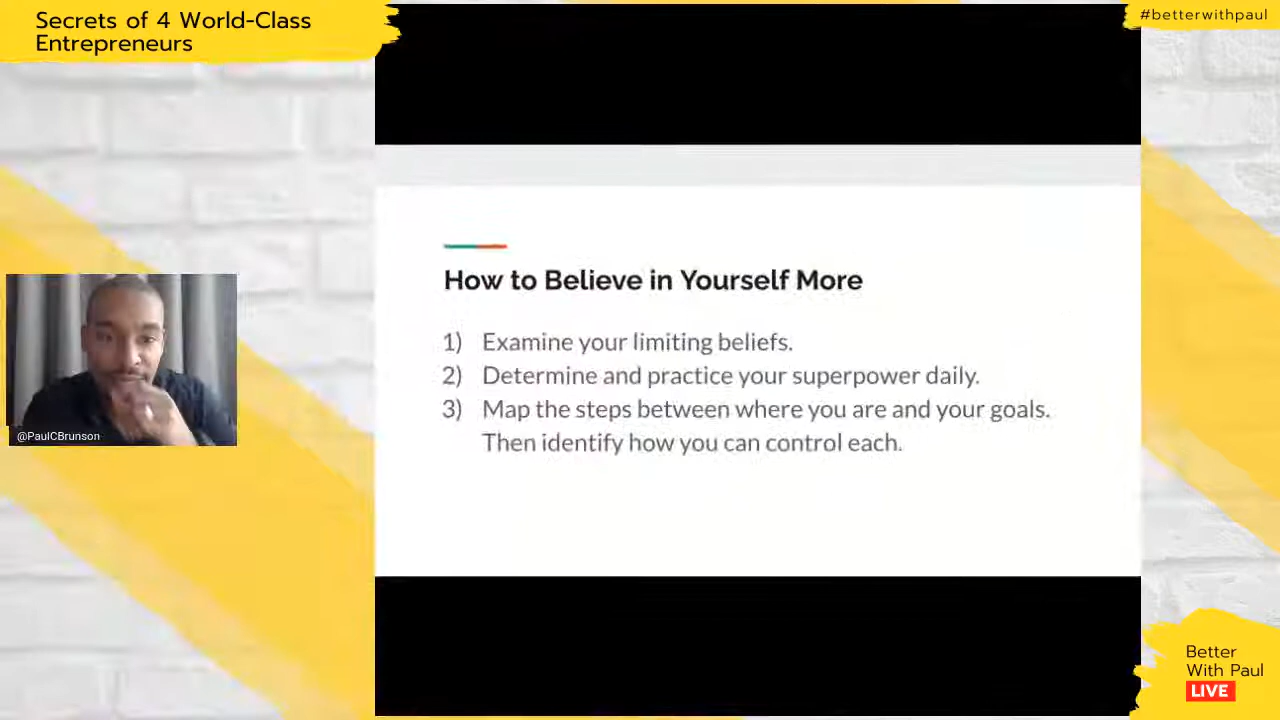 Secrets of 4 World-Class
Entrepreneurs
#betterwithpaul
How to Believe in Yourself More
1) Examine your limiting beliefs.
2) Determine and practice your superpower daily.
3) Map the steps between where you are and your goals.
Then identify how you can control each.
@PaulCBrunson
Better
With Paul
LIVE